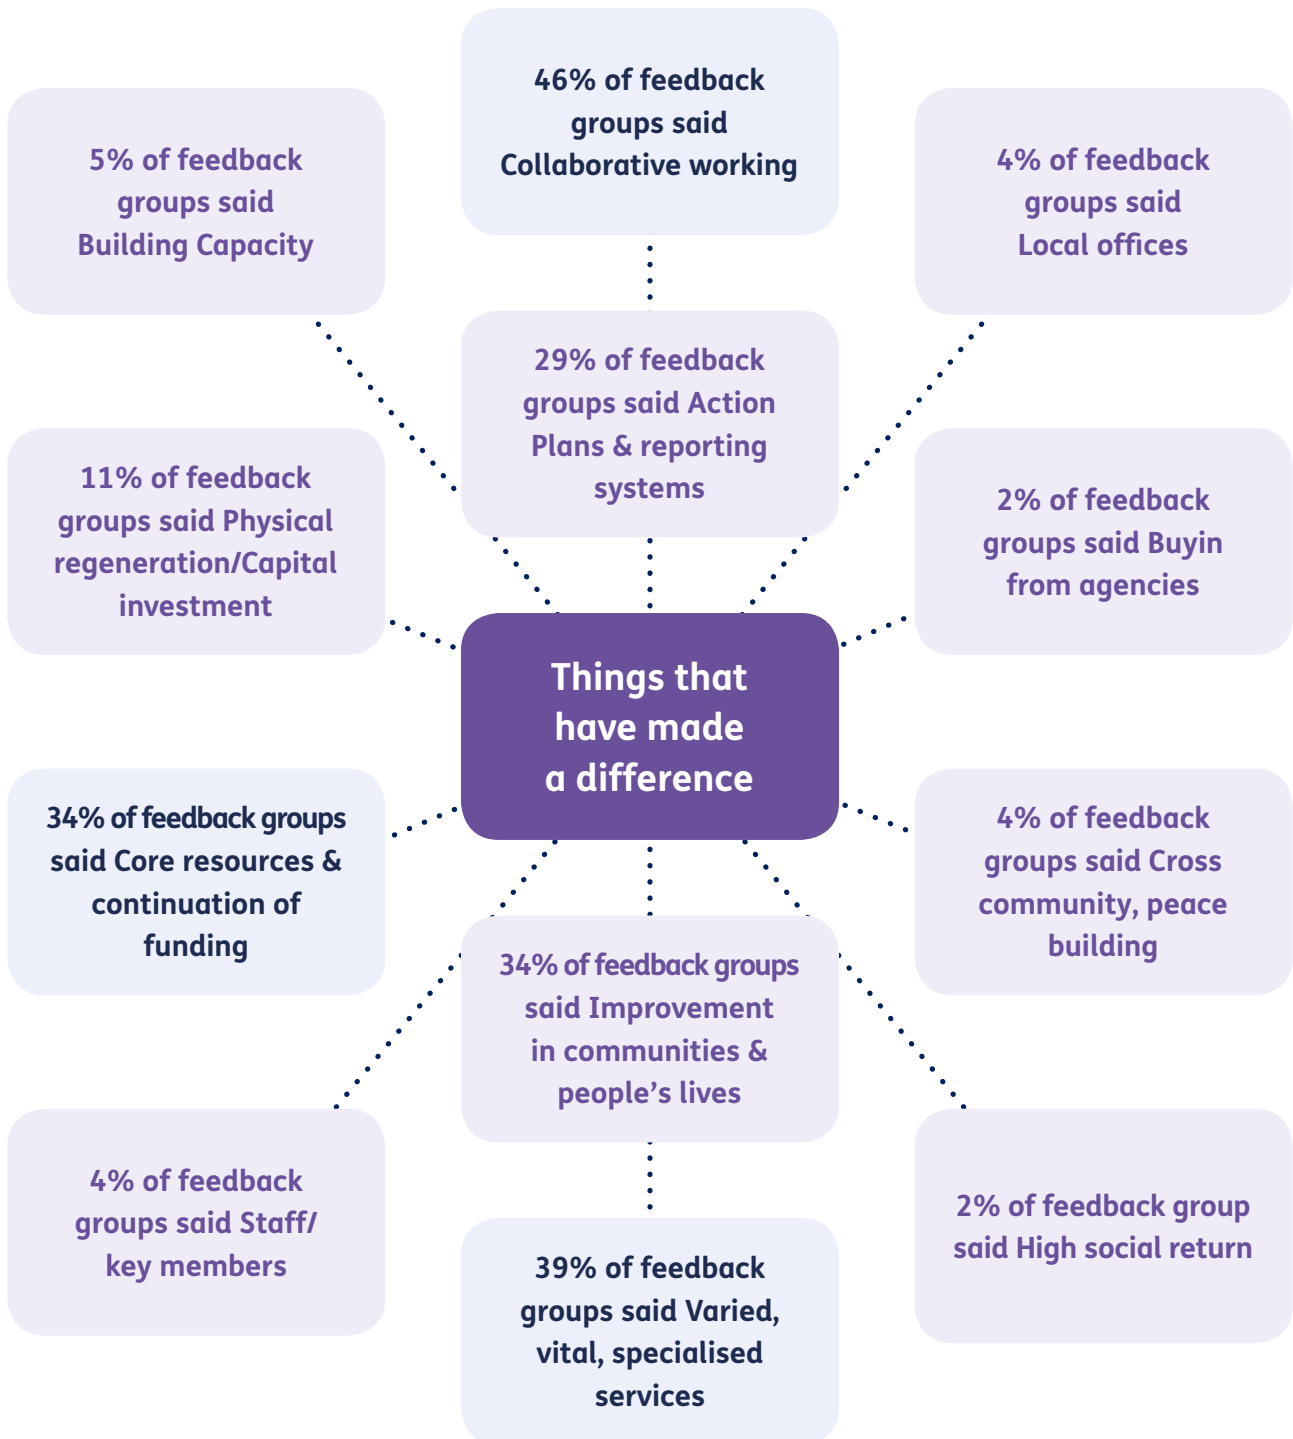 46% of feedback
groups said
Collaborative working
5% of feedback
groups said
Building Capacity
4% of feedback
groups said
Local offices
29% of feedback
groups said Action
Plans & reporting
systems
11% of feedback
groups said Physical
regeneration/Capital
investment
2% of feedback
groups said Buyin
from agencies
Things that
have made
a difference
34% of feedback groups
said Core resources &
continuation of
funding
4% of feedback
groups said Cross
community, peace
building
34% of feedback groups
said Improvement
in communities &
people’s lives
4% of feedback
groups said Staff/
key members
2% of feedback group
said High social return
39% of feedback
groups said Varied,
vital, specialised
services